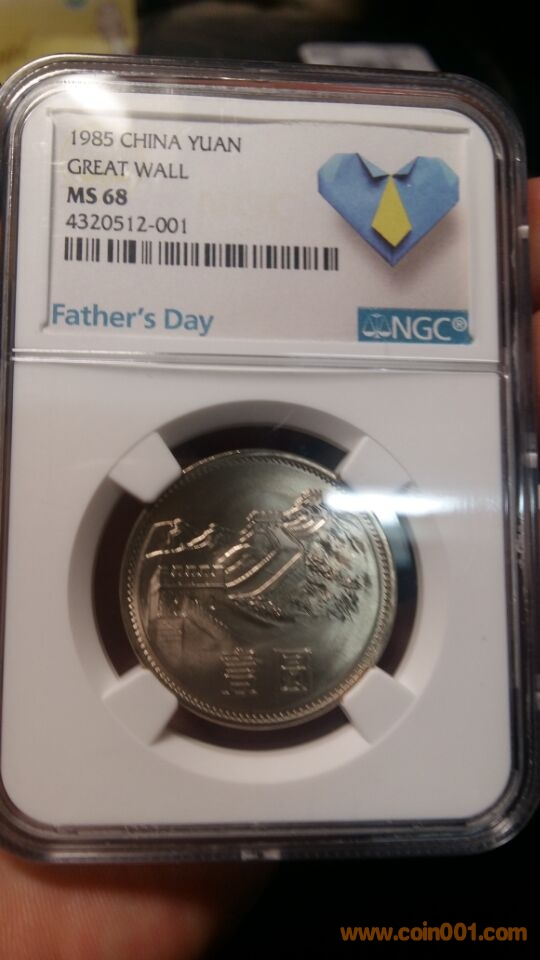 1985 CHINA YUAN
GREAT WALL
MS 68
4320512-001
Father's Day
NGC®
壹圆
www.coin001.com